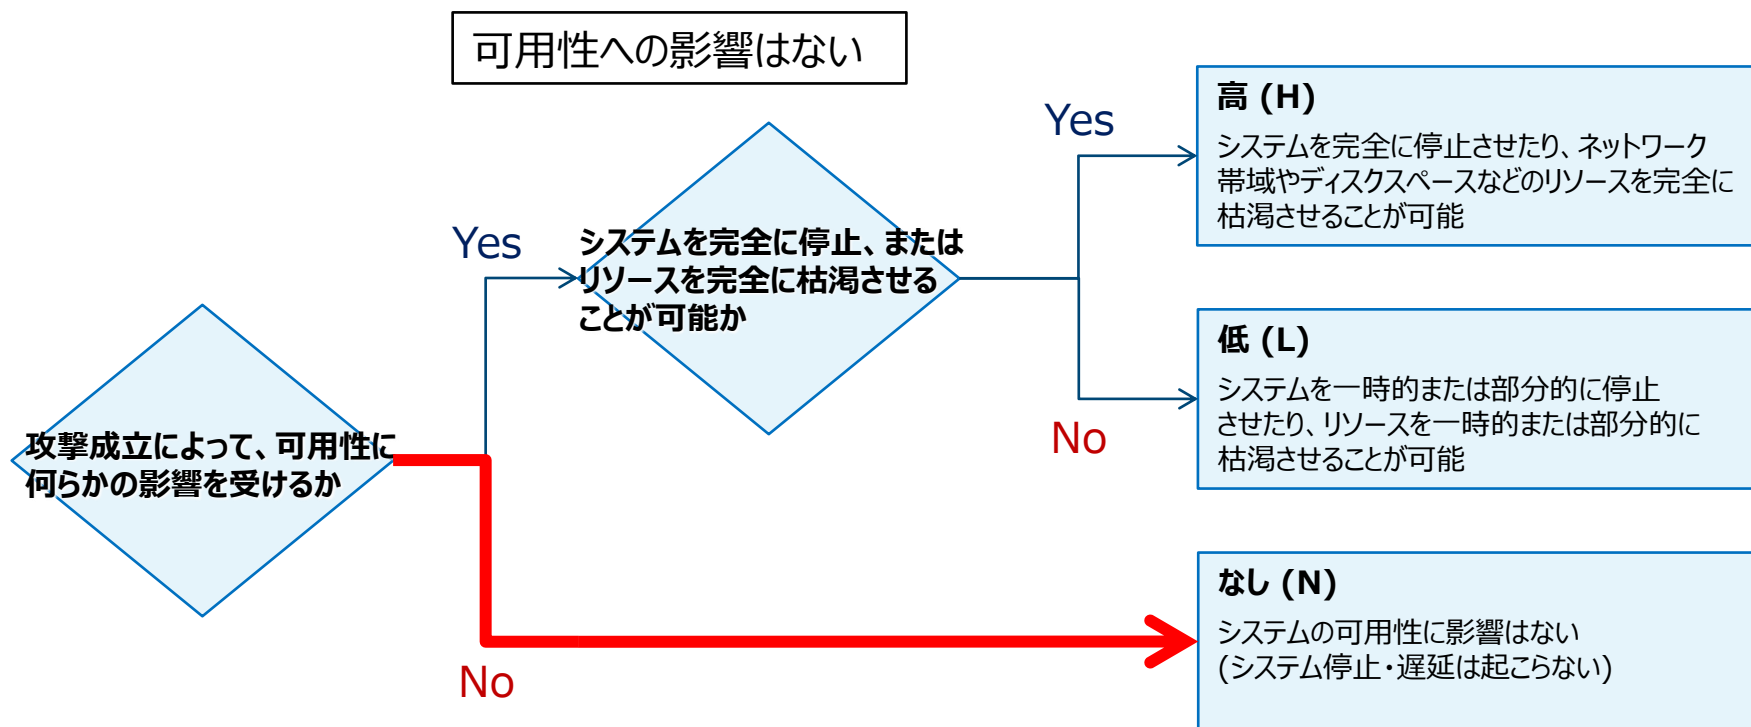 可用性への影響はない
高 (H)
システムを完全に停止させたり、ネットワーク
帯域やディスクスペースなどのリソースを完全に
枯渇させることが可能
Yes
Yes
システムを完全に停止、または
リソースを完全に枯渇させる
ことが可能か
低 (L)
システムを一時的または部分的に停止
させたり、リソースを一時的または部分的に
枯渇させることが可能
No
攻撃成立によって、可用性に
何らかの影響を受けるか
なし (N)
システムの可用性に影響はない
(システム停止・遅延は起こらない)
No